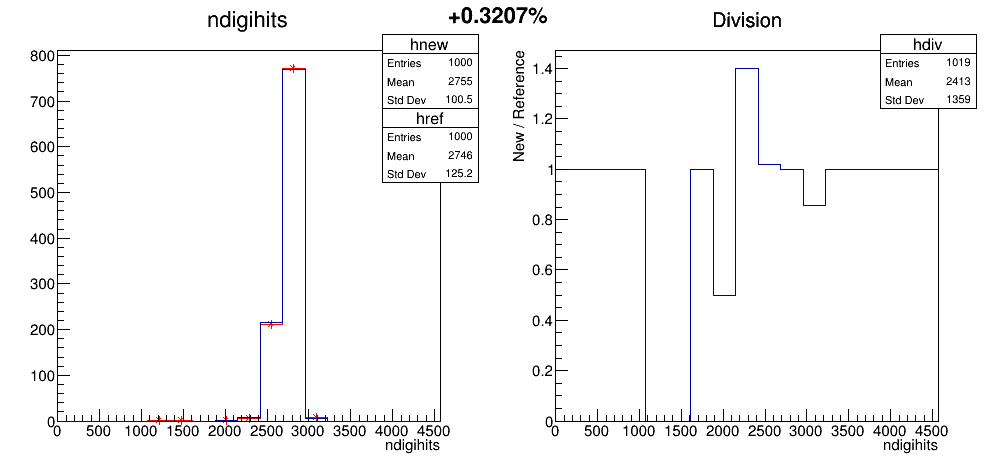 +0.3207%
ndigihits
hnew
Entries 1000
Mean 2755
Std Dev 100.5
href
Entries 1000
Mean 2746
Std Dev 125.2
800
700
600
500
400
300
200
100
0
0 500 1000 1500 2000 2500 3000 3500 4000 4500
ndigihits
Division
hdiv
Entries 1019
Mean 2413
Std Dev 1359
New / Reference
1.4
1.2
1
0.8
0.6
0.4
0.2
0
0 500 1000 1500 2000 2500 3000 3500 4000 4500
ndigihits